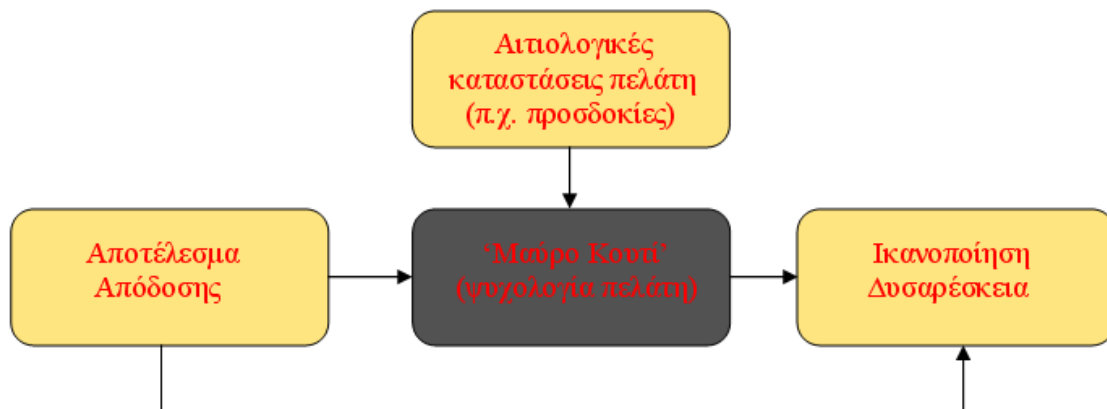 Αιτιολογικές
καταστάσεις πελάτη
(π.χ. προσδοκίες)
Αποτέλεσμα
Απόδοσης
‘Μαύρο Κουτί’
(ψυχολογία πελάτη)
Ικανοποίηση
Δυσαρέσκεια